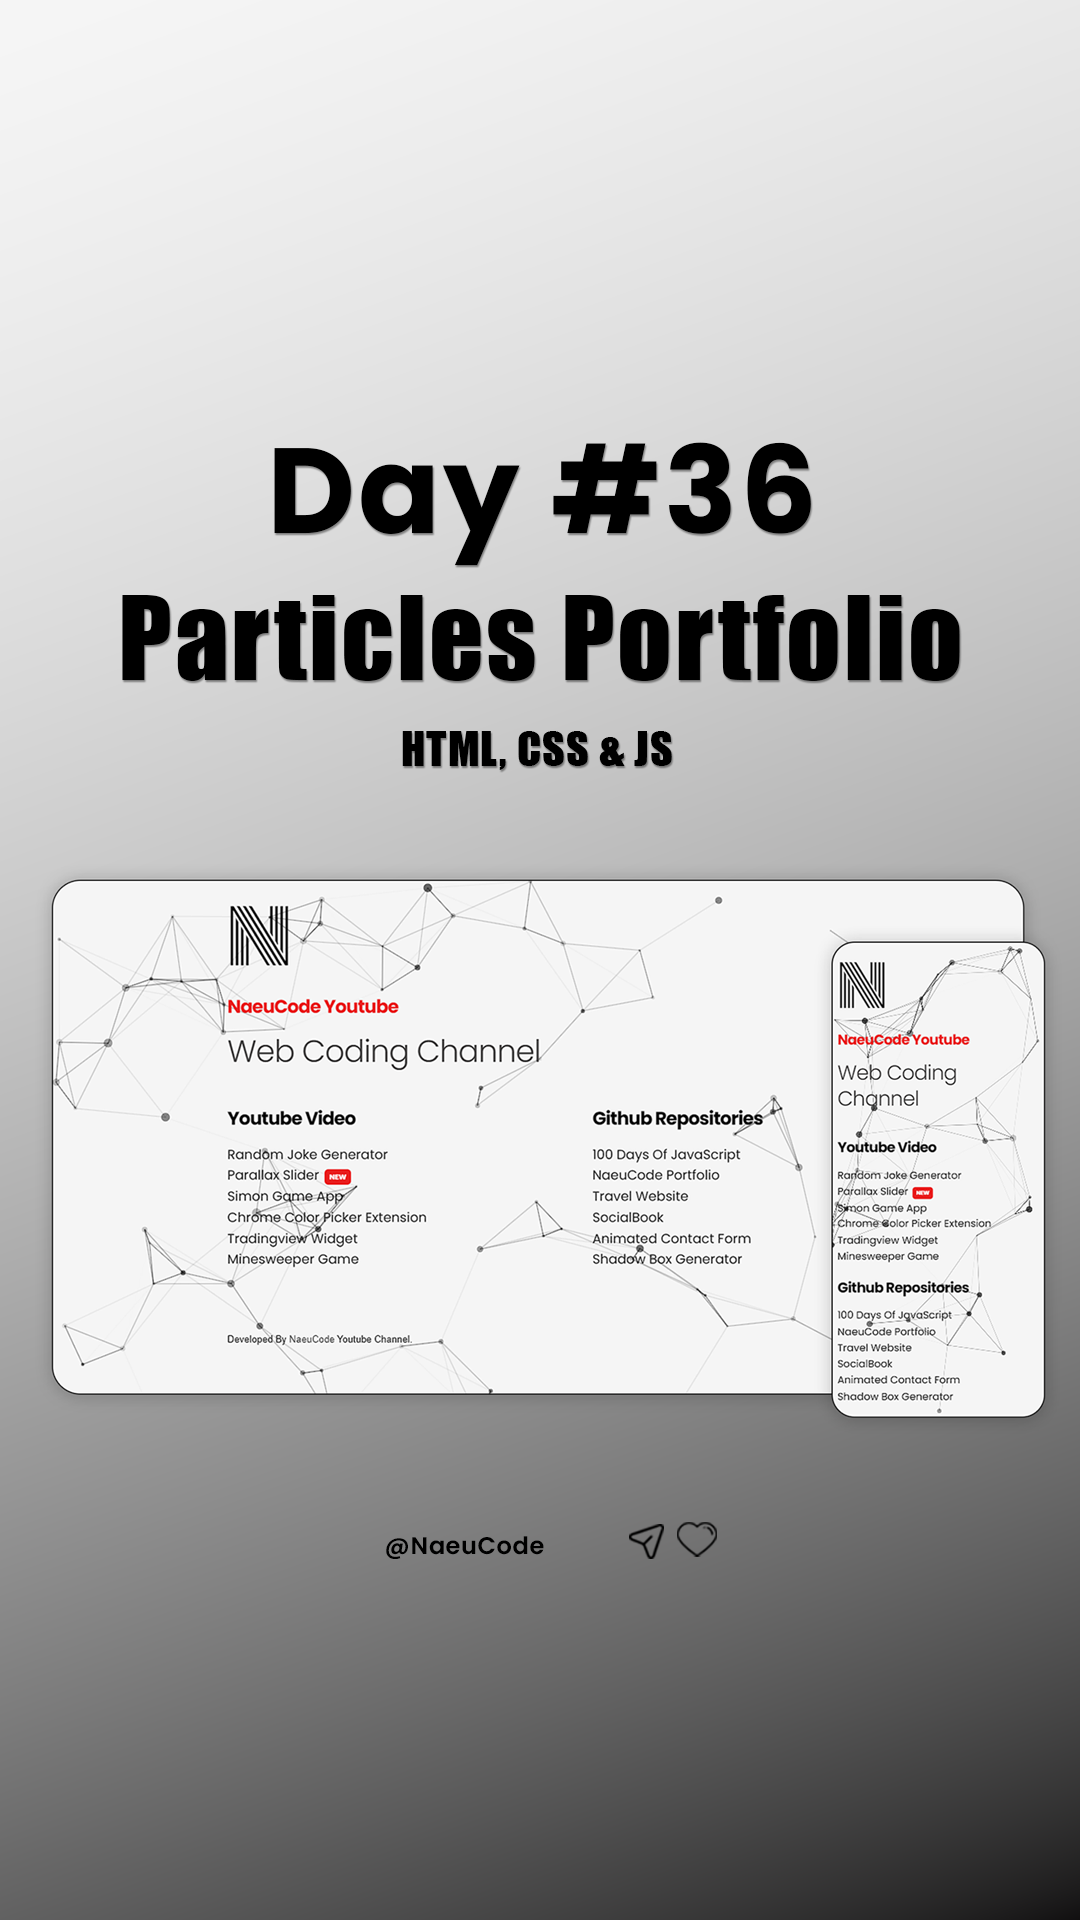 Day #36
Particles Portfolio
HTML, CSS & JS
N
NaeuCode Youtube
Web Coding Channel
Youtube Video
Random Joke Generator
Parallax Slider NEW
Simon Game App
Chrome Color Picker Extension
Tradingview Widget
Minesweeper Game
Github Repositories
100 Days Of JavaScript
NaeuCode Portfolio
Travel Website
SocialBook
Animated Contact Form
Shadow Box Generator
Developed By NaeuCode Youtube Channel.
N
NaeuCode Youtube
Web Coding
Channel
Youtube Video
Random Joke Generator
Parallax Slider NEW
Simon Game App
Chrome Color Picker Extension
Tradingview Widget
Minesweeper Game
Github Repositories
100 Days Of JavaScript
NaeuCode Portfolio
Travel Website
SocialBook
Animated Contact Form
Shadow Box Generator
@NaeuCode